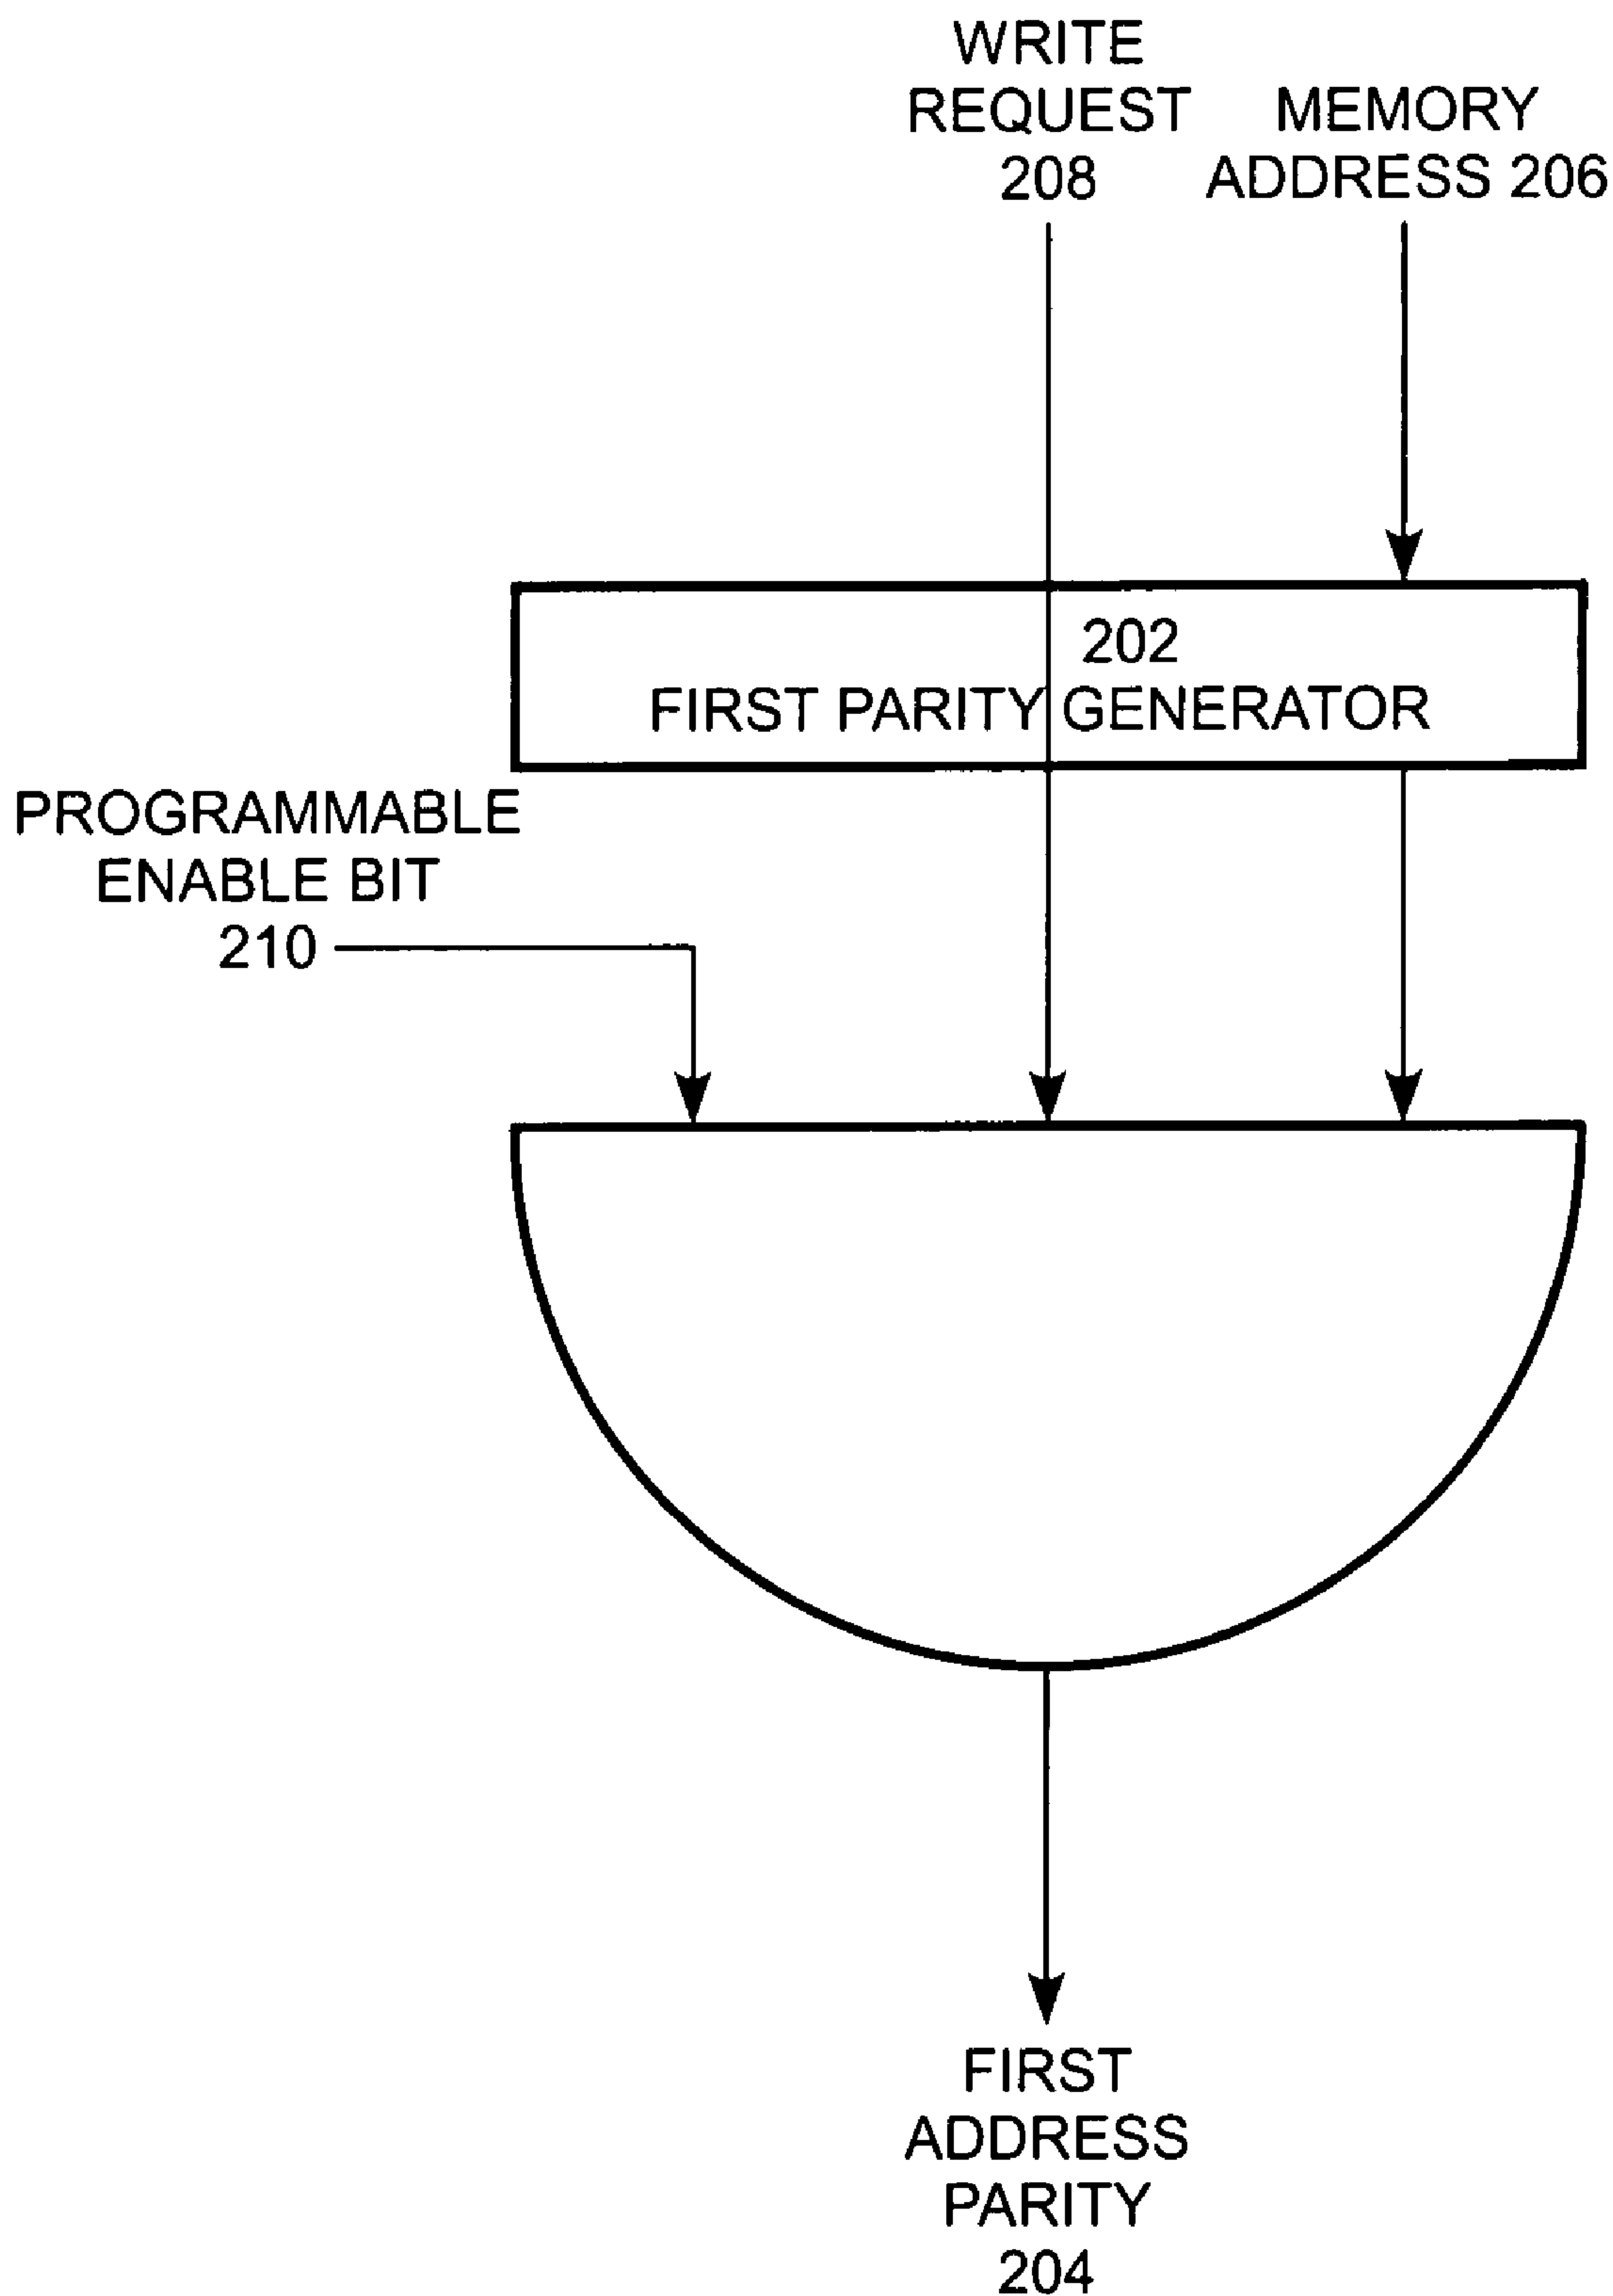 WRITE
REQUEST
208
MEMORY
ADDRESS 206
202
FIRST PARITY GENERATOR
PROGRAMMABLE
ENABLE BIT
210
FIRST
ADDRESS
PARITY
204